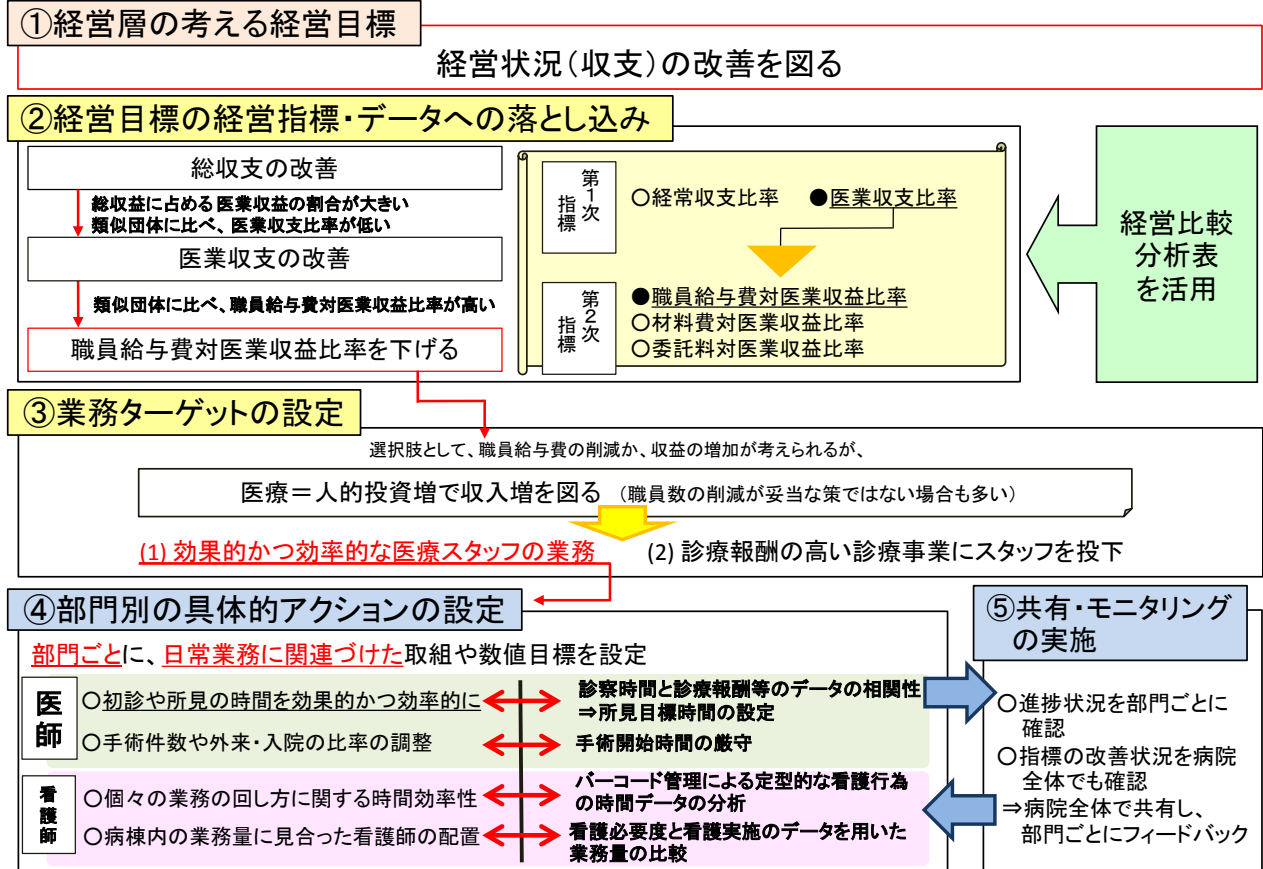 ①経営層の考える経営目標
経営状況(収支)の改善を図る
②経営目標の経営指標・データへの落とし込み
総収支の改善
総収益に占める医業収益の割合が大きい
類似団体に比べ、医業収支比率が低い
医業収支の改善
類似団体に比べ、職員給与費対医業収益比率が高い
職員給与費対医業収益比率を下げる
第1次
指標
○経常収支比率 ●医業収支比率
第2次
指標
●職員給与費対医業収益比率
○材料費対医業収益比率
○委託料対医業収益比率
経営比較
分析表
を活用
③業務ターゲットの設定
選択肢として、職員給与費の削減か、収益の増加が考えられるが、
医療=人的投資増で収入増を図る (職員数の削減が妥当な策ではない場合も多い)
(1) 効果的かつ効率的な医療スタッフの業務 (2) 診療報酬の高い診療事業にスタッフを投下
④部門別の具体的アクションの設定
部門ごとに、日常業務に関連づけた取組や数値目標を設定
医師
○初診や所見の時間を効果的かつ効率的に
診察時間と診療報酬等のデータの相関性
⇒所見目標時間の設定
○手術件数や外来・入院の比率の調整
手術開始時間の厳守
看護師
○個々の業務の回し方に関する時間効率性
バーコード管理による定型的な看護行為
の時間データの分析
○病棟内の業務量に見合った看護師の配置
看護必要度と看護実施のデータを用いた
業務量の比較
⑤共有・モニタリング
の実施
○進捗状況を部門ごとに
確認
○指標の改善状況を病院
全体でも確認
⇒病院全体で共有し、
部門ごとにフィードバック